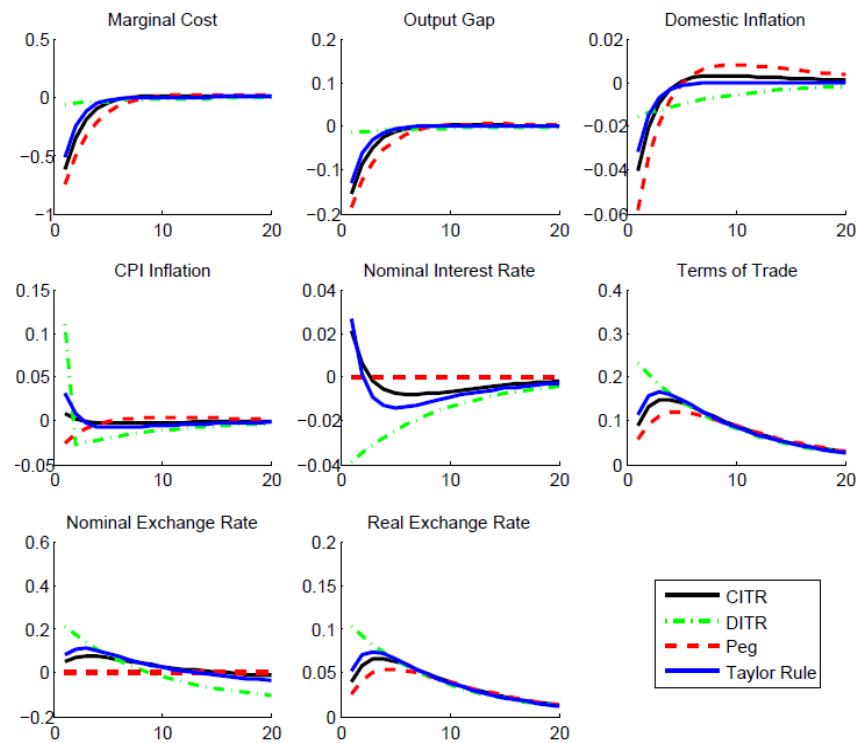 Marginal Cost
0.5
0
−0.5
−1
0 10 20
Output Gap
0.2
0.1
0
−0.1
−0.2
0 10 20
Domestic Inflation
0.02
0
−0.02
−0.04
−0.06
0 10 20
CPI Inflation
0.15
0.1
0.05
0
−0.05
0 10 20
Nominal Interest Rate
0.04
0.02
0
−0.02
−0.04
0 10 20
Terms of Trade
0.4
0.3
0.2
0.1
0
0 10 20
Nominal Exchange Rate
0.6
0.4
0.2
0
−0.2
0 10 20
Real Exchange Rate
0.2
0.15
0.1
0.05
0
0 10 20
CITR
DITR
Peg
Taylor Rule